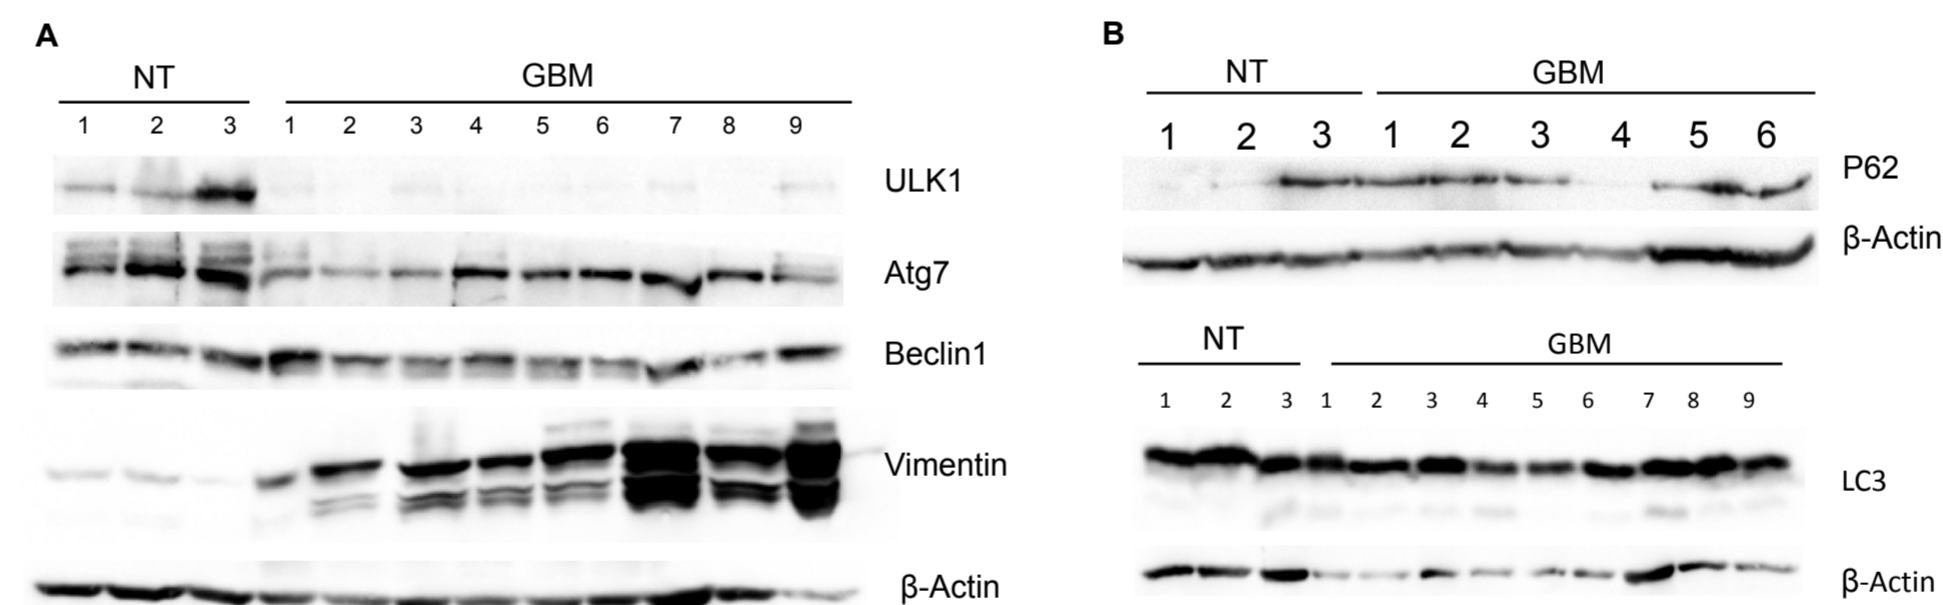 A
NT GBM
1 2 3 1 2 3 4 5 6 7 8 9
ULK1
Atg7
Beclin1
Vimentin
β-Actin
B
NT GBM
1 2 3 1 2 3 4 5 6
P62
β-Actin
NT GBM
1 2 3 1 2 3 4 5 6 7 8 9
LC3
β-Actin